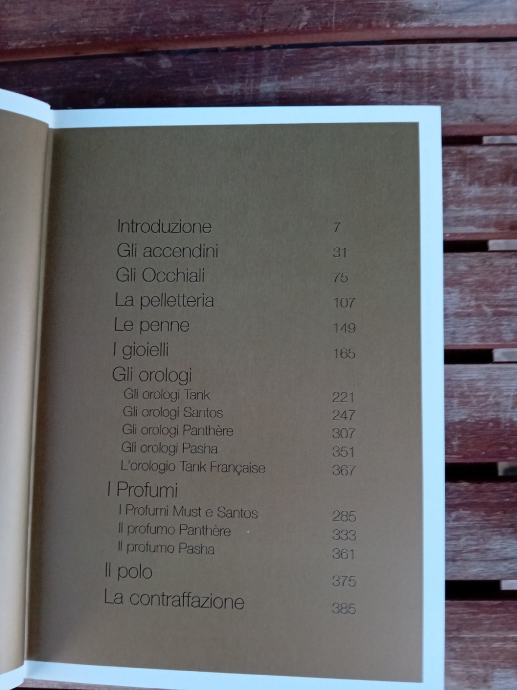 Introduzione 7
Gli accendini 31
Gli Occhiali 75
La pelletteria 107
Le penne 149
I gioielli 165
Gli orologi
Gli orologi Tank 221
Gli orologi Santos 247
Gli orologi Panthère 307
Gli orologi Pasha 351
L'orologio Tank Française 367
I Profumi
I Profumi Must e Santos 285
Il profumo Panthère 333
Il profumo Pasha 361
Il polo 375
La contraffazione 385